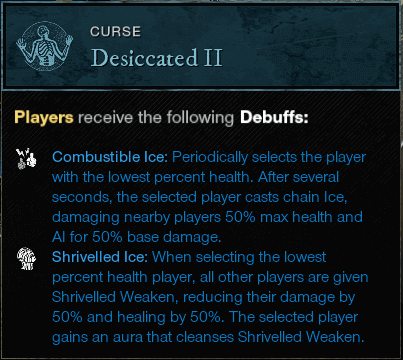 CURSE
Desiccated II
Players receive the following Debuffs:
Combustible Ice: Periodically selects the player
with the lowest percent health. After several
seconds, the selected player casts chain Ice,
damaging nearby players 50% max health and
AI for 50% base damage.
Shrivelled Ice: When selecting the lowest
percent health player, all other players are given
Shrivelled Weaken, reducing their damage by
50% and healing by 50%. The selected player
gains an aura that cleanses Shrivelled Weaken.